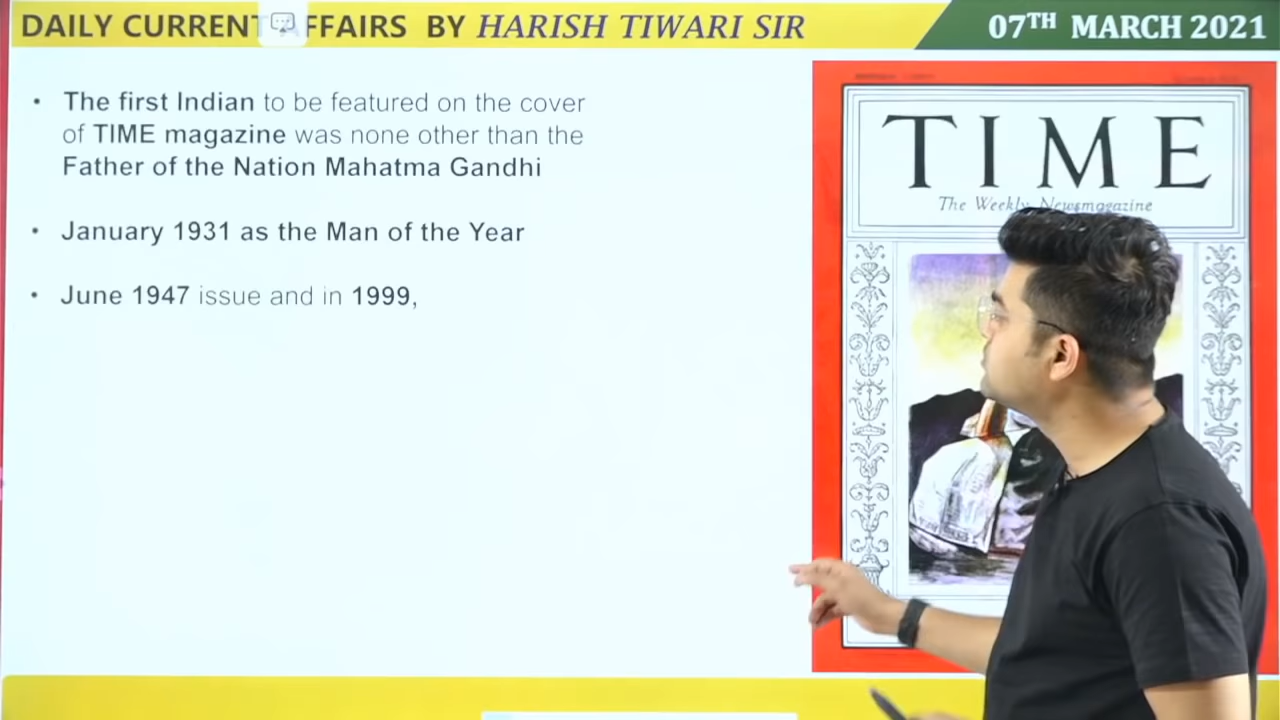 DAILY CURRENT AFFAIRS BY HARISH TIWARI SIR
07TH MARCH 2021
• The first Indian to be featured on the cover
of TIME magazine was none other than the
Father of the Nation Mahatma Gandhi
• January 1931 as the Man of the Year
• June 1947 issue and in 1999,
TIME
The Weekly Newsmagazine